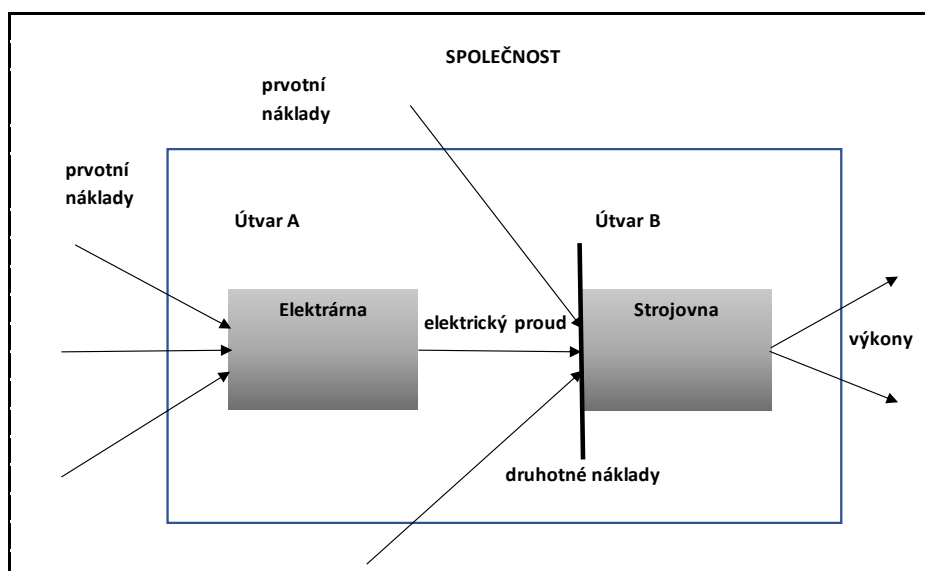 SPOLEČNOST
prvotní
náklady
prvotní
náklady
Útvar A
Útvar B
Elektrárna
elektrický proud
Strojovna
výkony
druhotné náklady